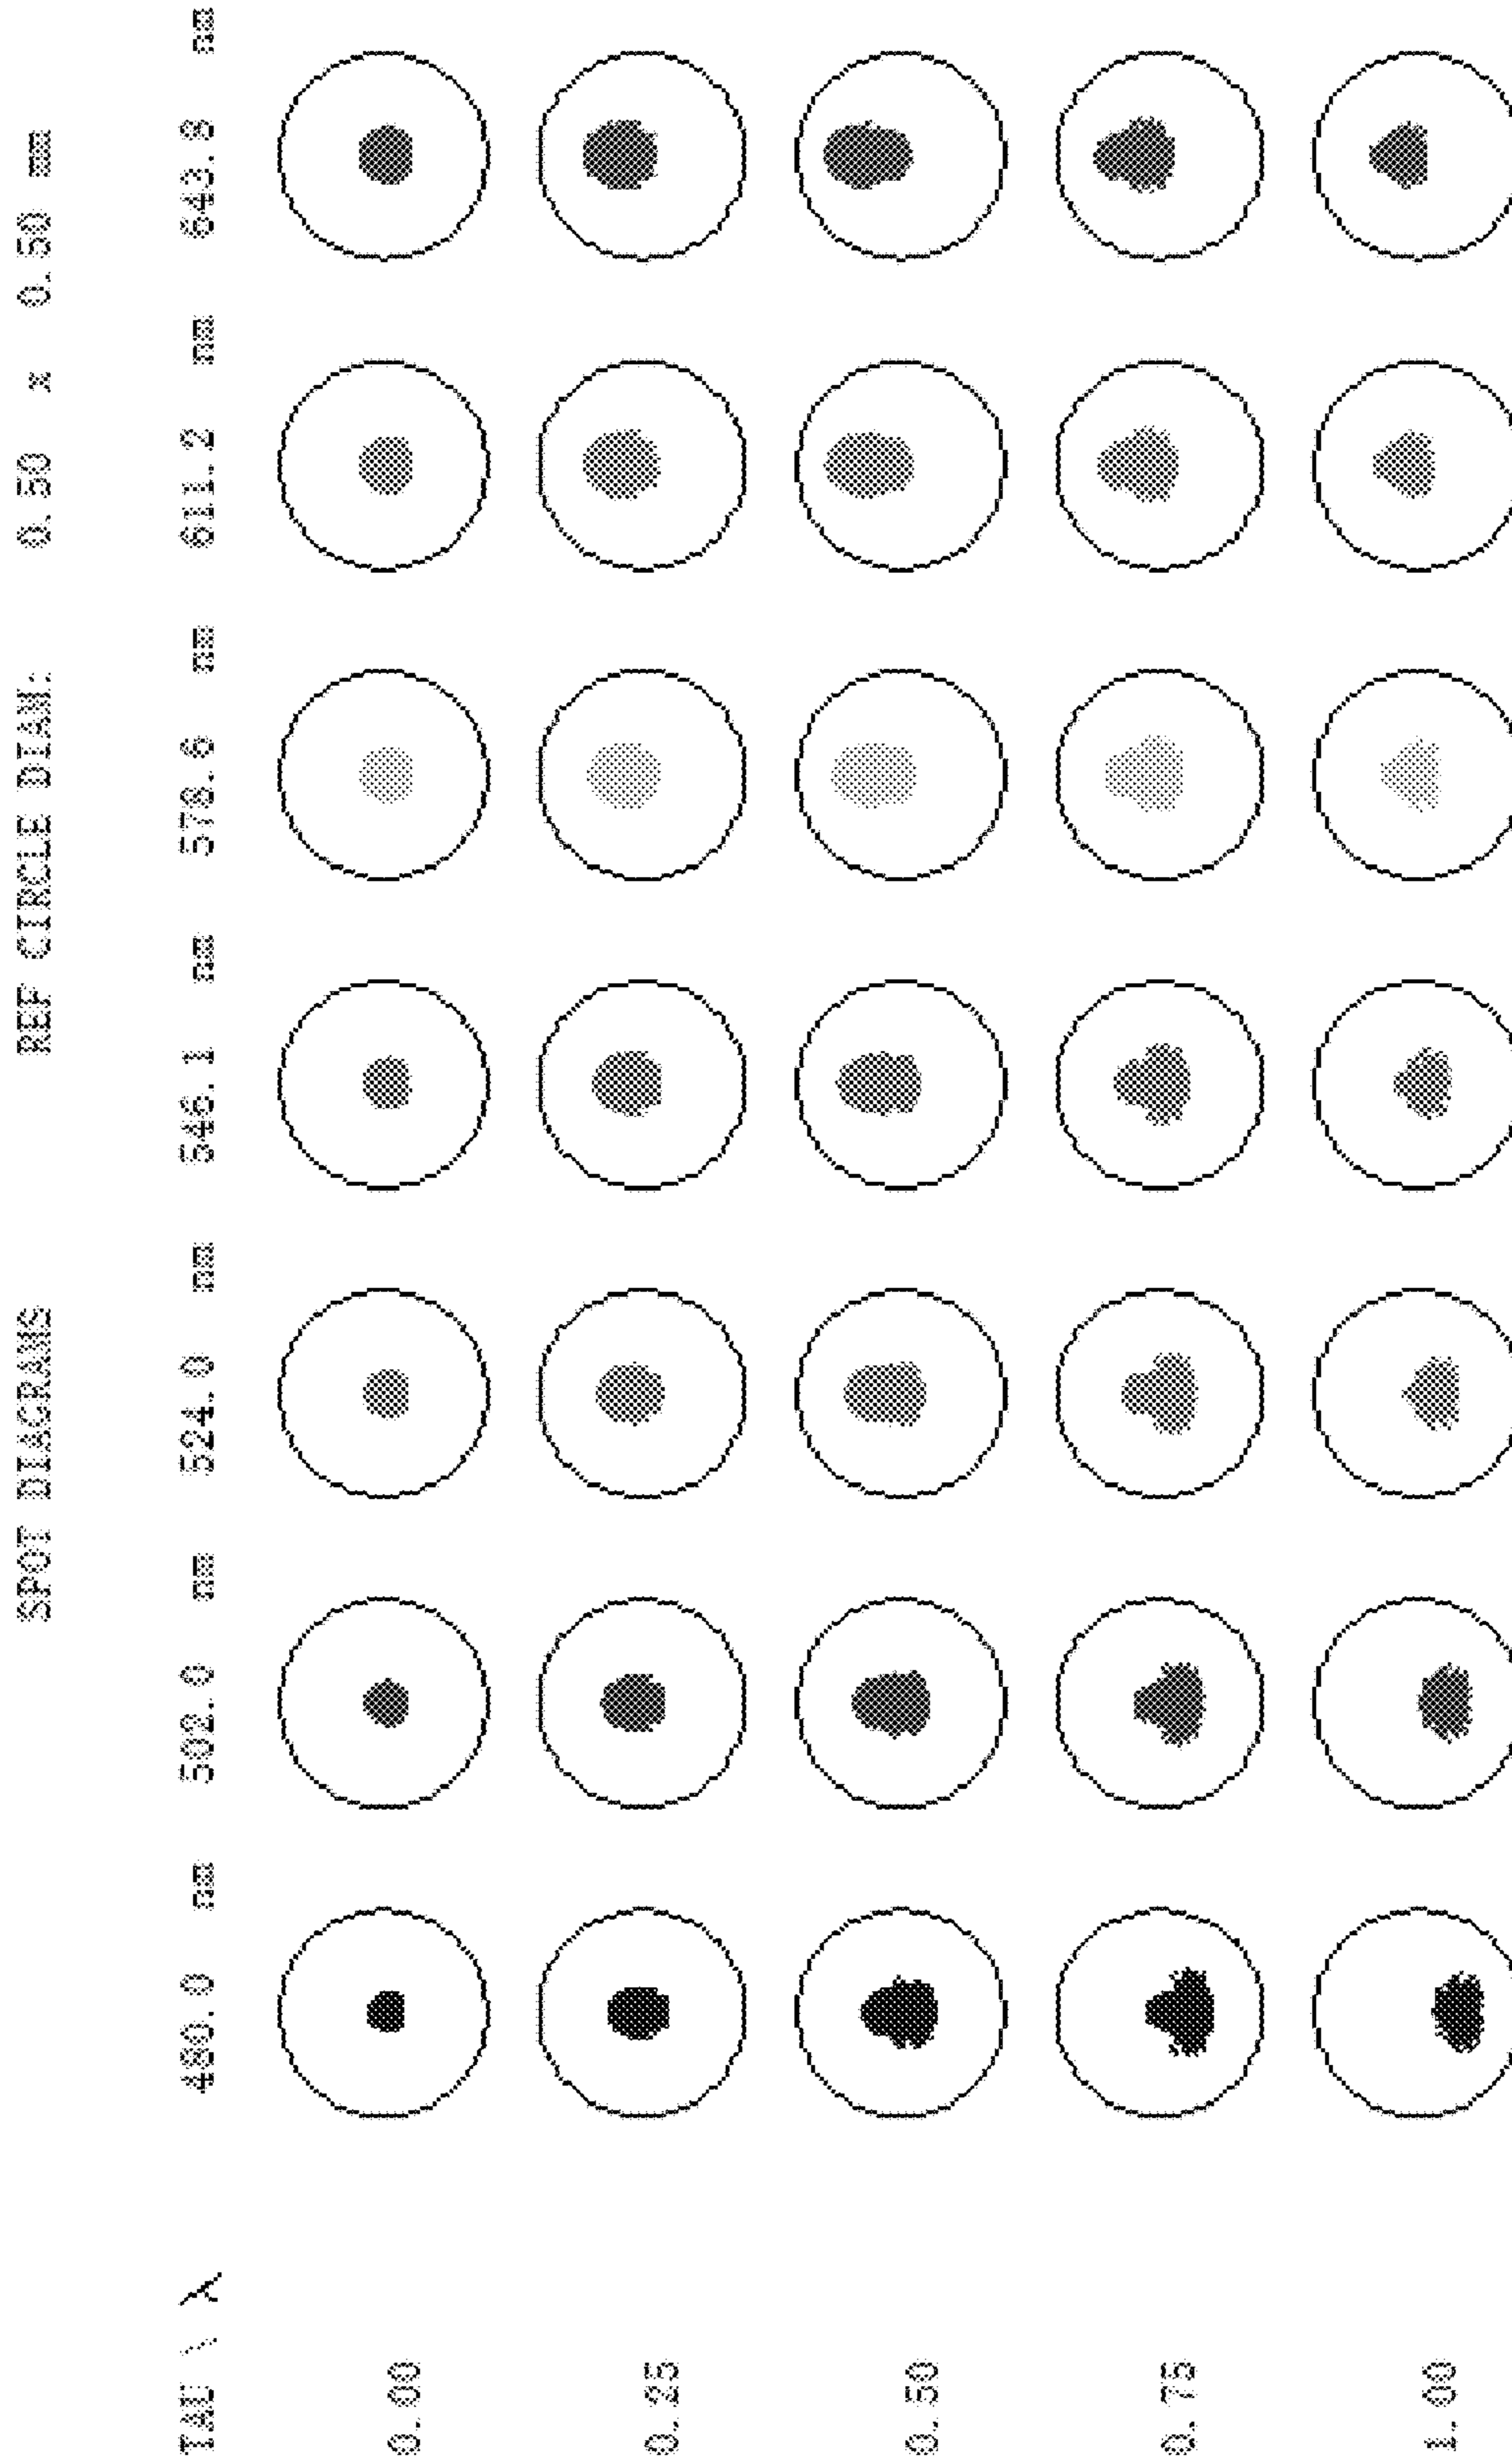 SPOT DIAGRAMS REF CIRCLE DIAM: 0.50 x 0.50 mm
TAU \ λ 480.0 nm 502.0 nm 524.0 nm 546.1 nm 578.6 nm 611.2 nm 643.8 nm
0.00
0.25
0.50
0.75
1.00